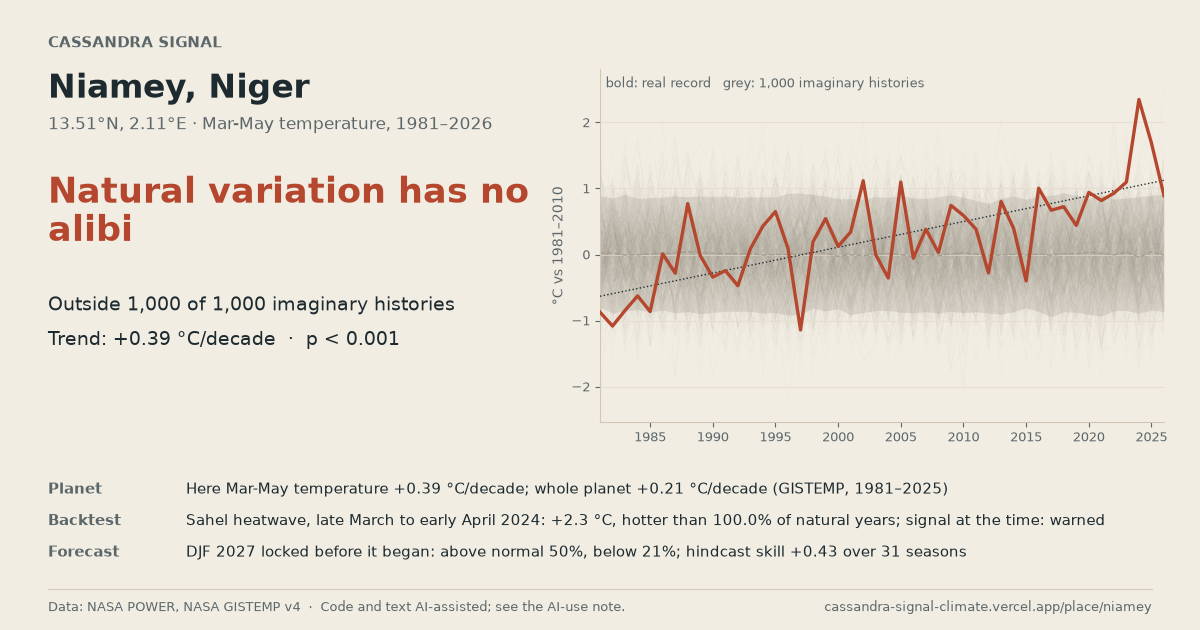 CASSANDRA SIGNAL
Niamey, Niger
13.51°N, 2.11°E · Mar-May temperature, 1981–2026
Natural variation has no
alibi
Outside 1,000 of 1,000 imaginary histories
Trend: +0.39 °C/decade · p < 0.001
bold: real record grey: 1,000 imaginary histories
°C vs 1981–2010
2
1
0
−1
−2
1985 1990 1995 2000 2005 2010 2015 2020 2025
Planet Here Mar-May temperature +0.39 °C/decade; whole planet +0.21 °C/decade (GISTEMP, 1981–2025)
Backtest Sahel heatwave, late March to early April 2024: +2.3 °C, hotter than 100.0% of natural years; signal at the time: warned
Forecast DJF 2027 locked before it began: above normal 50%, below 21%; hindcast skill +0.43 over 31 seasons
Data: NASA POWER, NASA GISTEMP v4 · Code and text AI-assisted; see the AI-use note. cassandra-signal-climate.vercel.app/place/niamey